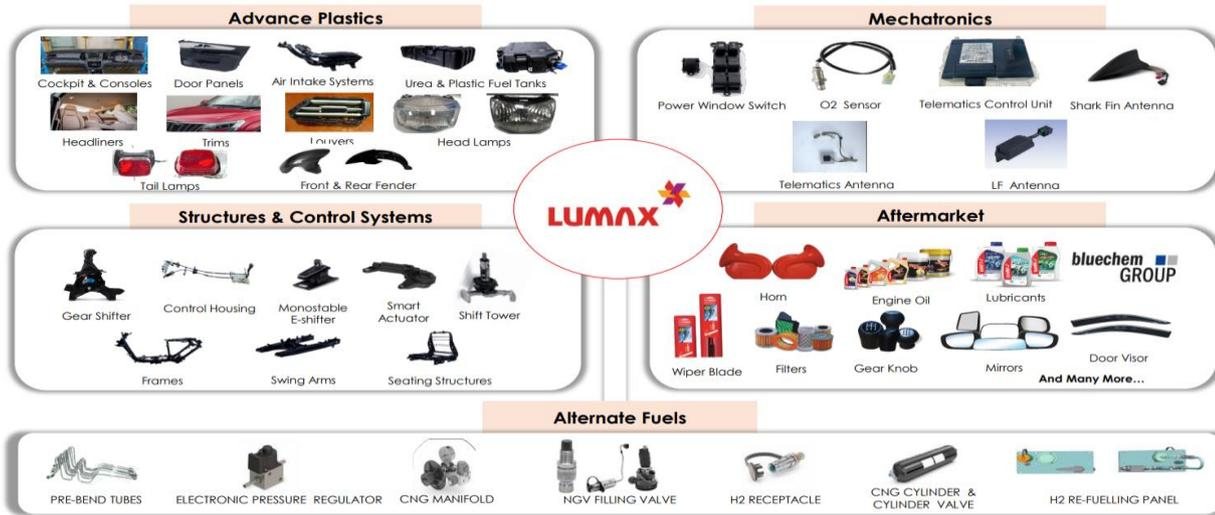 Advance Plastics
Cockpit & Consoles
Door Panels
Air Intake Systems
Urea & Plastic Fuel Tanks
Headliners
Trims
Louvers
Head Lamps
Tail Lamps
Front & Rear Fender
Mechatronics
Power Window Switch
O2 Sensor
Telematics Control Unit
Shark Fin Antenna
Telematics Antenna
LF Antenna
LUMAX
Structures & Control Systems
Gear Shifter
Control Housing
Monostable
E-shifter
Smart
Actuator
Shift Tower
Frames
Swing Arms
Seating Structures
Aftermarket
Horn
Engine Oil
Lubricants
bluechem
GROUP
Wiper Blade
Filters
Gear Knob
Mirrors
Door Visor
And Many More...
Alternate Fuels
PRE-BEND TUBES
ELECTRONIC PRESSURE REGULATOR
CNG MANIFOLD
NGV FILLING VALVE
H2 RECEPTACLE
CNG CYLINDER &
CYLINDER VALVE
H2 RE-FUELLING PANEL